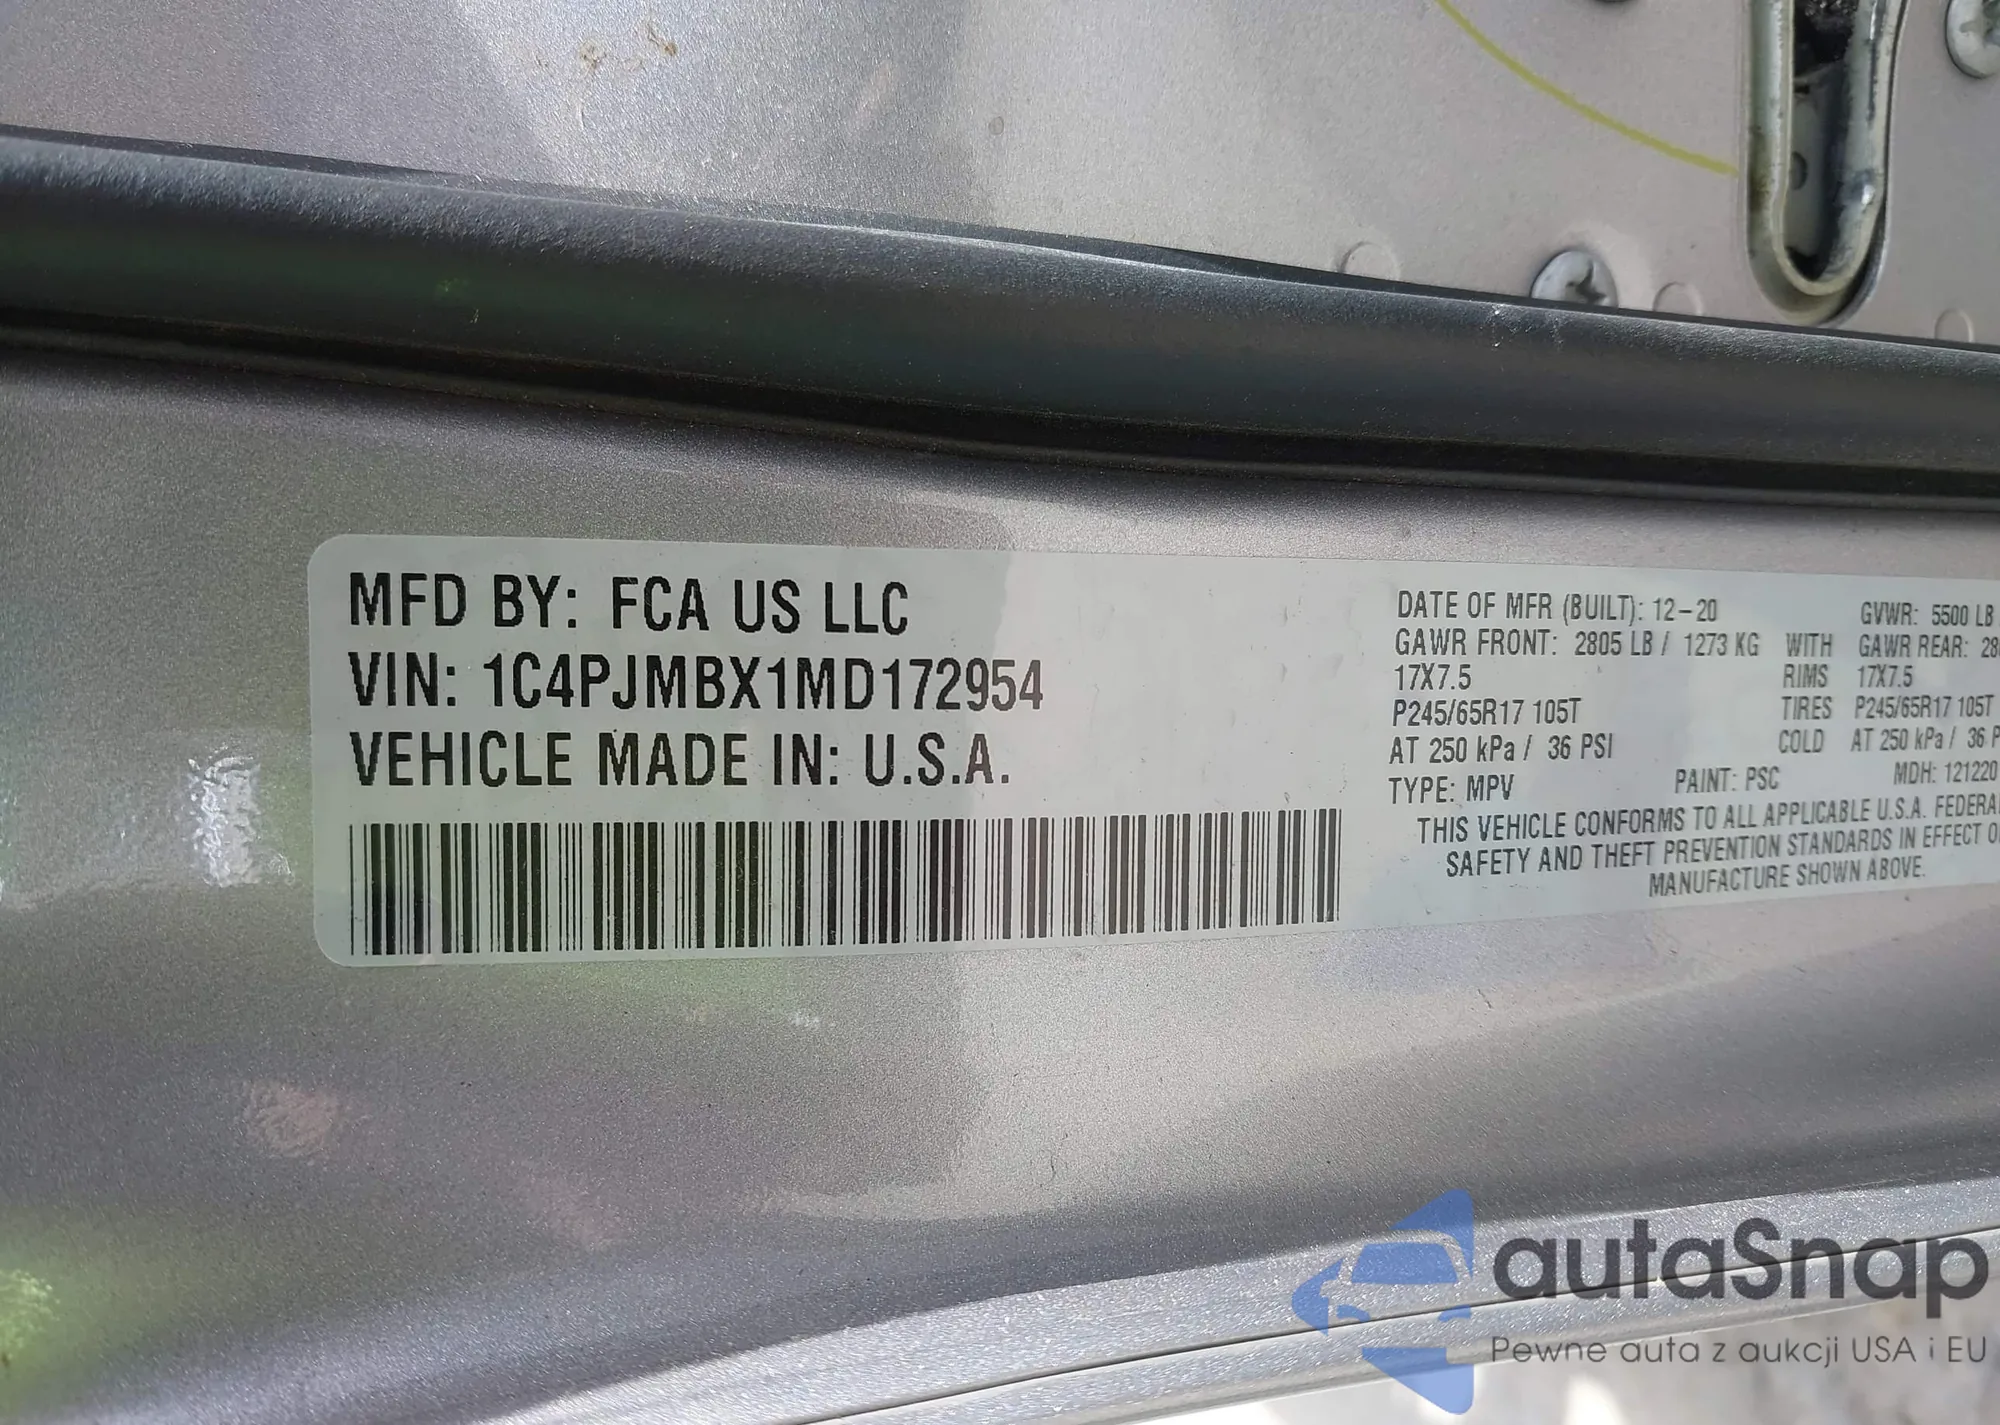 MFD BY: FCA US LLC
VIN: 1C4PJMBX1MD172954
VEHICLE MADE IN: U.S.A.
DATE OF MFR (BUILT): 12-20 GVWR: 5500 LB
GAWR FRONT: 2805 LB / 1273 KG WITH GAWR REAR: 28
17X7.5 RIMS 17X7.5
P245/65R17 105T TIRES P245/65R17 105T
AT 250 kPa / 36 PSI COLD AT 250 kPa / 36 P
TYPE: MPV PAINT: PSC MDH: 121220
THIS VEHICLE CONFORMS TO ALL APPLICABLE U.S.A. FEDERA
SAFETY AND THEFT PREVENTION STANDARDS IN EFFECT O
MANUFACTURE SHOWN ABOVE.
autaSnap
Pewne auta z aukcji USA i EU